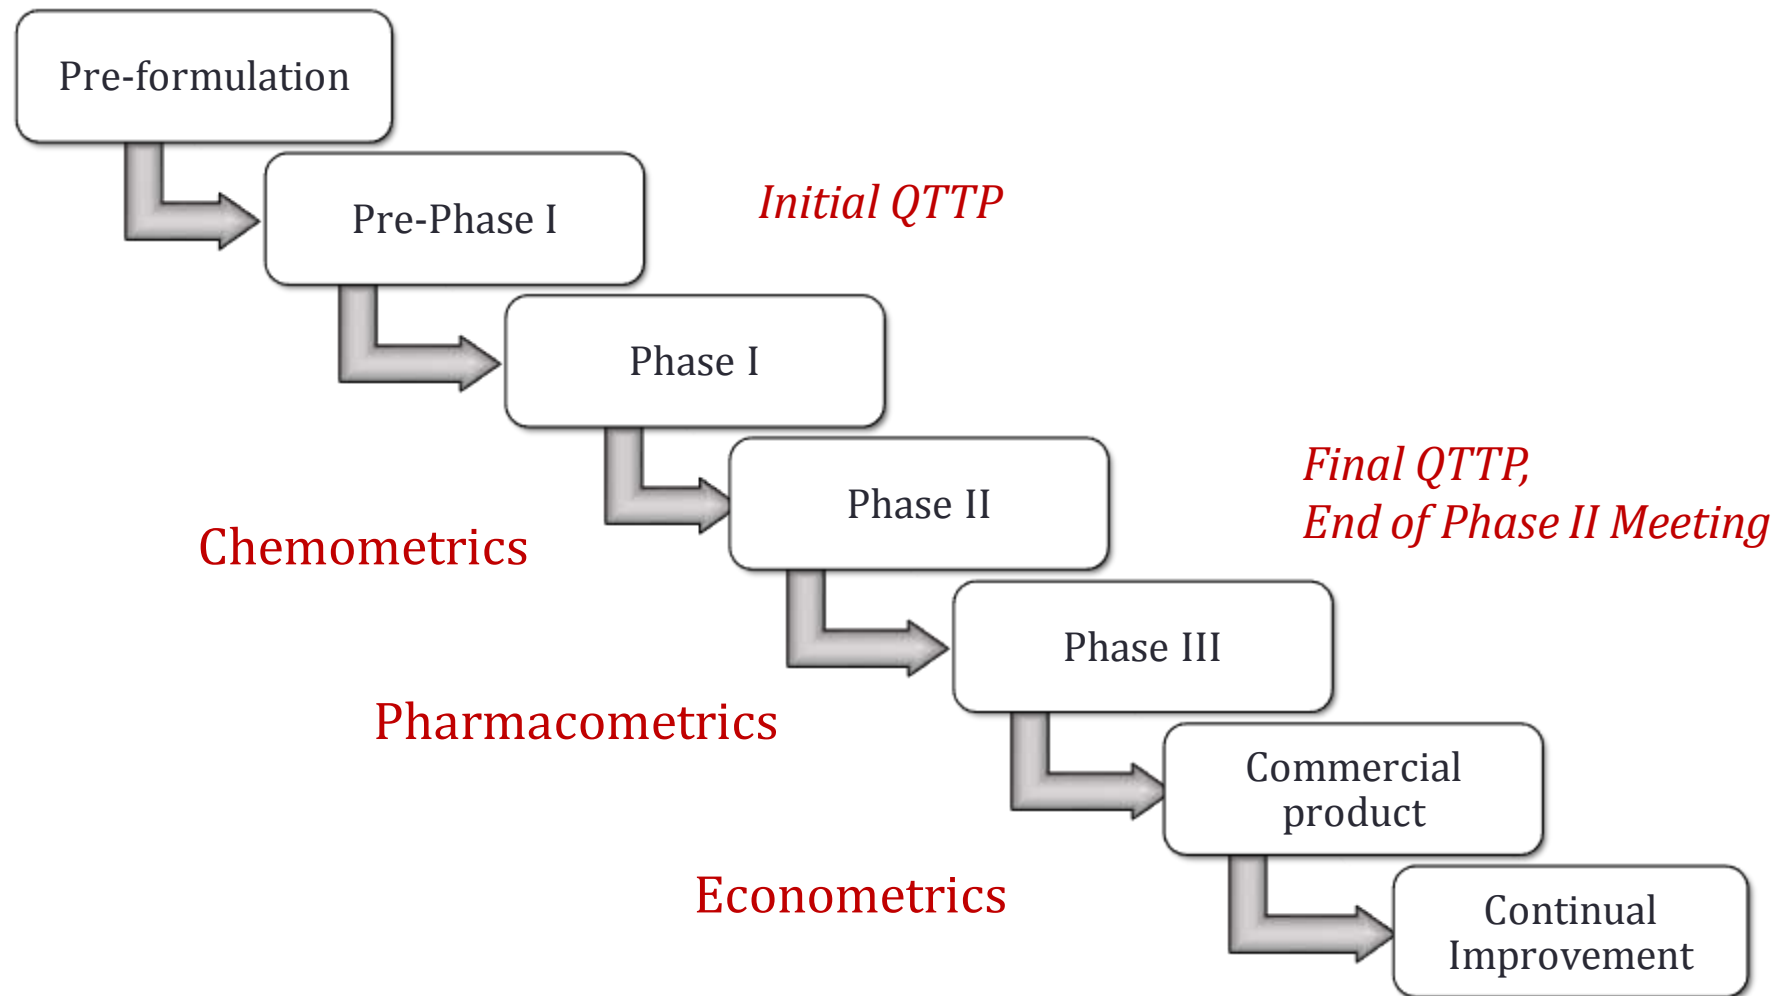 Pre-formulation
Pre-Phase I
Initial QTTP
Phase I
Phase II
Final QTTP,
End of Phase II Meeting
Chemometrics
Phase III
Pharmacometrics
Commercial
product
Econometrics
Continual
Improvement